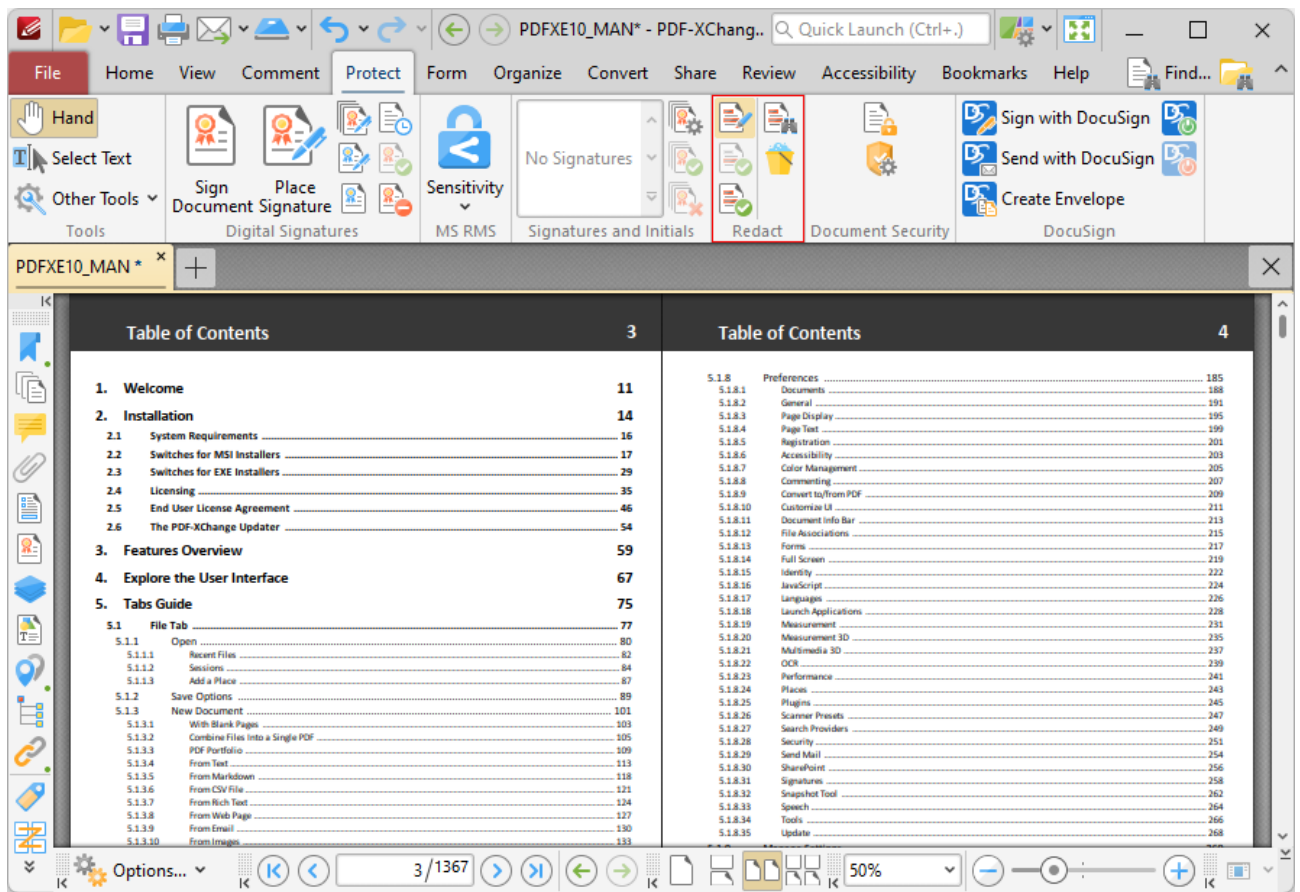 PDFXE10_MAN* - PDF-XChang.. Quick Launch (Ctrl+.)
File Home View Comment Protect Form Organize Convert Share Review Accessibility Bookmarks Help Find...
Hand
Select Text
Other Tools
Tools
Sign Document
Place Signature
Digital Signatures
Sensitivity
MS RMS
No Signatures
Signatures and Initials
Redact
Document Security
Sign with DocuSign
Send with DocuSign
Create Envelope
DocuSign
PDFXE10_MAN *
Table of Contents 3
1. Welcome 11
2. Installation 14
2.1 System Requirements 16
2.2 Switches for MSI Installers 17
2.3 Switches for EXE Installers 29
2.4 Licensing 35
2.5 End User License Agreement 46
2.6 The PDF-XChange Updater 54
3. Features Overview 59
4. Explore the User Interface 67
5. Tabs Guide 75
5.1 File Tab 77
5.1.1 Open 80
5.1.1.1 Recent Files 82
5.1.1.2 Sessions 84
5.1.1.3 Add a Place 87
5.1.2 Save Options 89
5.1.3 New Document 101
5.1.3.1 With Blank Pages 103
5.1.3.2 Combine Files Into a Single PDF 105
5.1.3.3 PDF Portfolio 109
5.1.3.4 From Text 113
5.1.3.5 From Markdown 118
5.1.3.6 From CSV File 121
5.1.3.7 From Rich Text 124
5.1.3.8 From Web Page 127
5.1.3.9 From Email 130
5.1.3.10 From Images 133
Table of Contents 4
5.1.8 Preferences 185
5.1.8.1 Documents 188
5.1.8.2 General 191
5.1.8.3 Page Display 195
5.1.8.4 Page Text 199
5.1.8.5 Registration 201
5.1.8.6 Accessibility 203
5.1.8.7 Color Management 205
5.1.8.8 Commenting 207
5.1.8.9 Convert to/from PDF 209
5.1.8.10 Customize UI 211
5.1.8.11 Document Info Bar 213
5.1.8.12 File Associations 215
5.1.8.13 Forms 217
5.1.8.14 Full Screen 219
5.1.8.15 Identity 222
5.1.8.16 JavaScript 224
5.1.8.17 Languages 226
5.1.8.18 Launch Applications 228
5.1.8.19 Measurement 231
5.1.8.20 Measurement 3D 235
5.1.8.21 Multimedia 3D 237
5.1.8.22 OCR 239
5.1.8.23 Performance 241
5.1.8.24 Places 243
5.1.8.25 Plugins 245
5.1.8.26 Scanner Presets 247
5.1.8.27 Search Providers 249
5.1.8.28 Security 251
5.1.8.29 Send Mail 254
5.1.8.30 SharePoint 256
5.1.8.31 Signatures 258
5.1.8.32 Snapshot Tool 262
5.1.8.33 Speech 264
5.1.8.34 Tools 266
5.1.8.35 Update 268
Options... 3/1367 50%